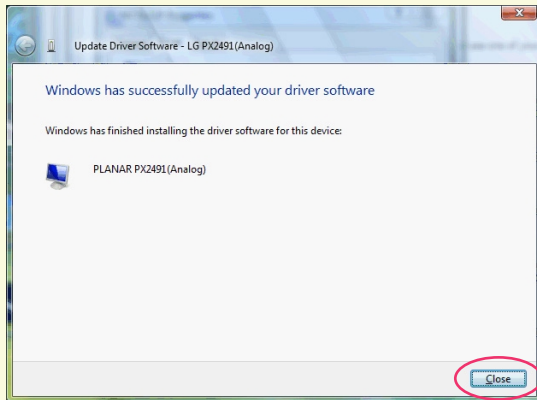 Update Driver Software - LG PX2491(Analog)
Windows has successfully updated your driver software
Windows has finished installing the driver software for this device:
PLANAR PX2491(Analog)
Close